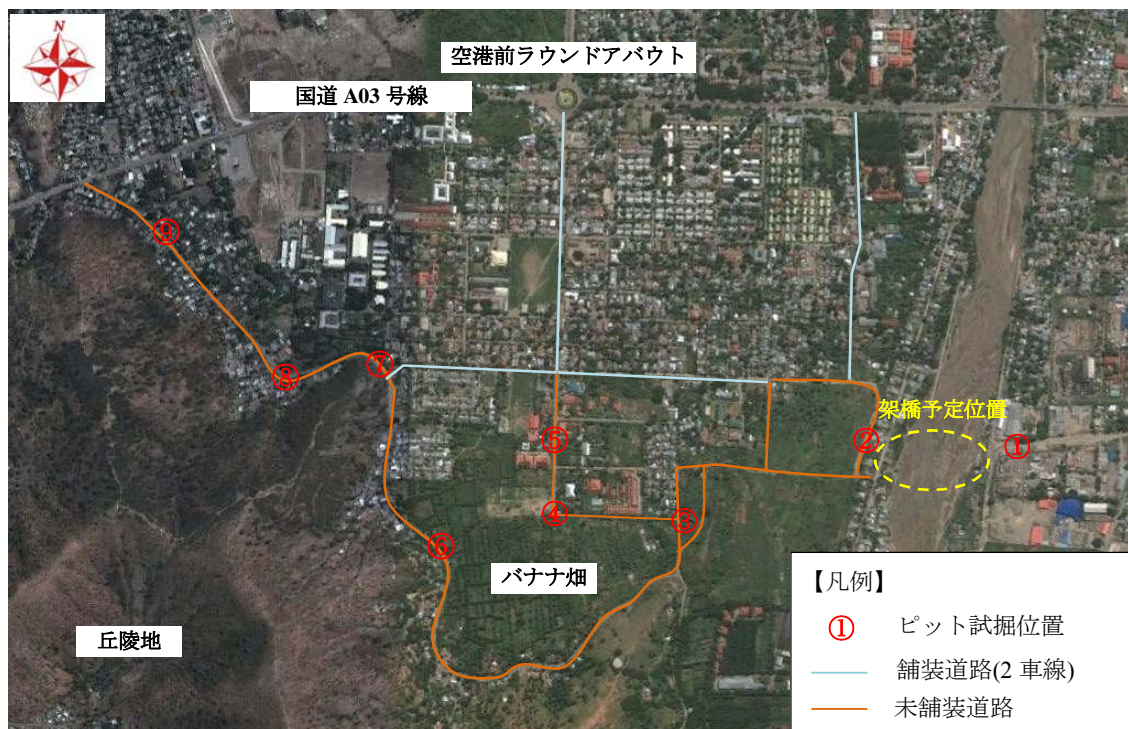 N
空港前ラウンドアバウト
国道 A03 号線
⑨
⑧
⑦
架橋予定位置
⑤
②
①
④
③
⑥
バナナ畑
丘陵地
【凡例】
① ピット試掘位置
舗装道路(2 車線)
未舗装道路